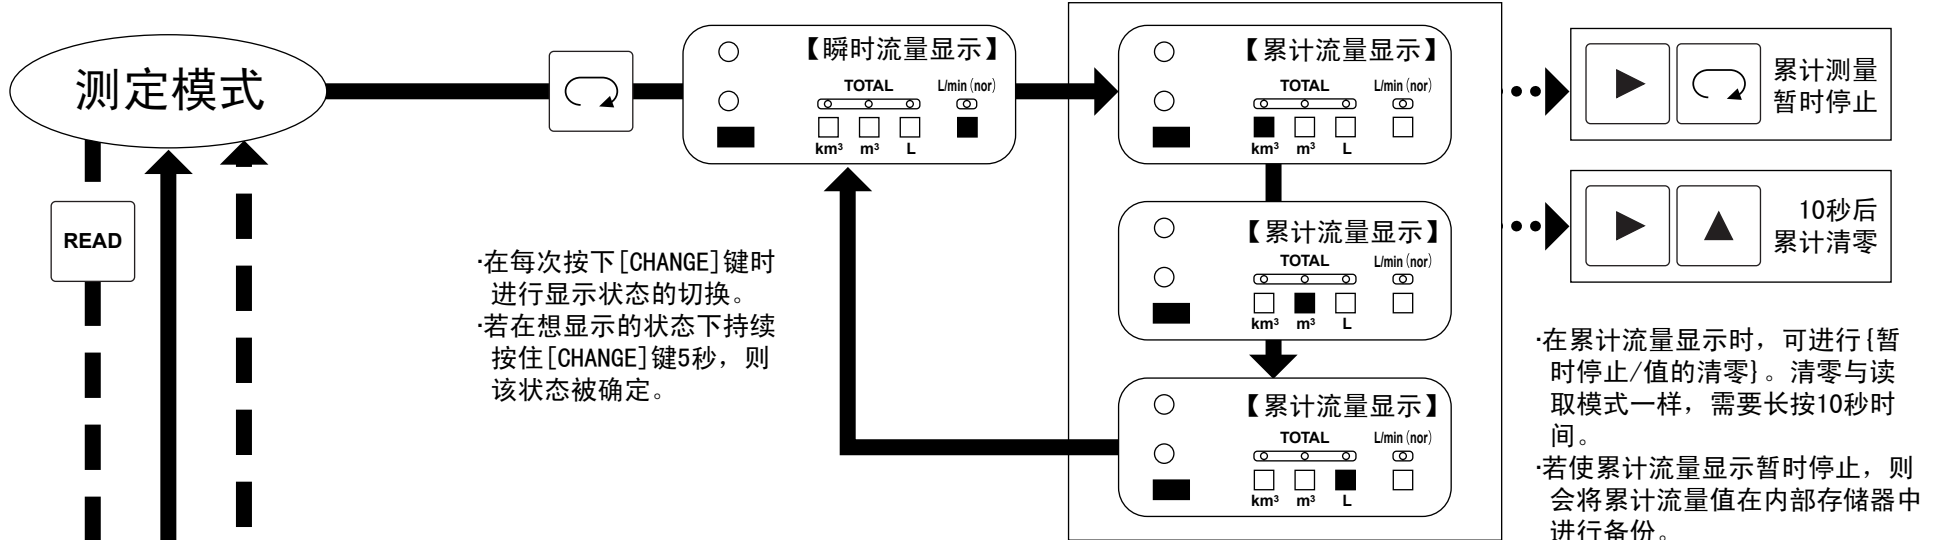 测定模式
READ
【瞬时流量显示】
TOTAL L/min(nor)
km³ m³ L
·在每次按下[CHANGE]键时
进行显示状态的切换。
·若在想显示的状态下持续
按住[CHANGE]键5秒，则
该状态被确定。
【累计流量显示】
TOTAL L/min(nor)
km³ m³ L
【累计流量显示】
TOTAL L/min(nor)
km³ m³ L
【累计流量显示】
TOTAL L/min(nor)
km³ m³ L
累计测量
暂时停止
10秒后
累计清零
·在累计流量显示时，可进行{暂
时停止/值的清零}。清零与读
取模式一样，需要长按10秒时
间。
·若使累计流量显示暂时停止，则
会将累计流量值在内部存储器中
进行备份。